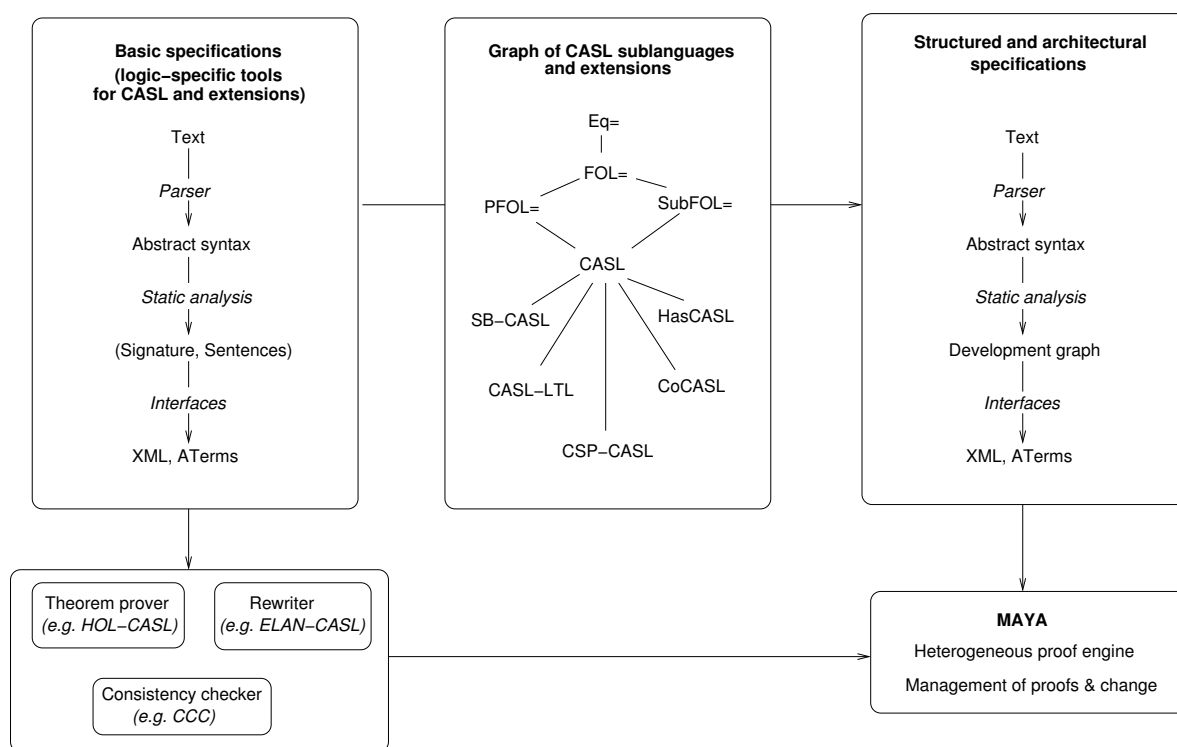 Basic specifications
(logic–specific tools
for CASL and extensions)
Text
Parser
Abstract syntax
Static analysis
(Signature, Sentences)
Interfaces
XML, ATerms
Graph of CASL sublanguages
and extensions
Eq=
FOL=
PFOL=
SubFOL=
CASL
SB–CASL
HasCASL
CASL–LTL
CoCASL
CSP–CASL
Structured and architectural
specifications
Text
Parser
Abstract syntax
Static analysis
Development graph
Interfaces
XML, ATerms
Theorem prover
(e.g. HOL–CASL)
Rewriter
(e.g. ELAN–CASL)
Consistency checker
(e.g. CCC)
MAYA
Heterogeneous proof engine
Management of proofs & change